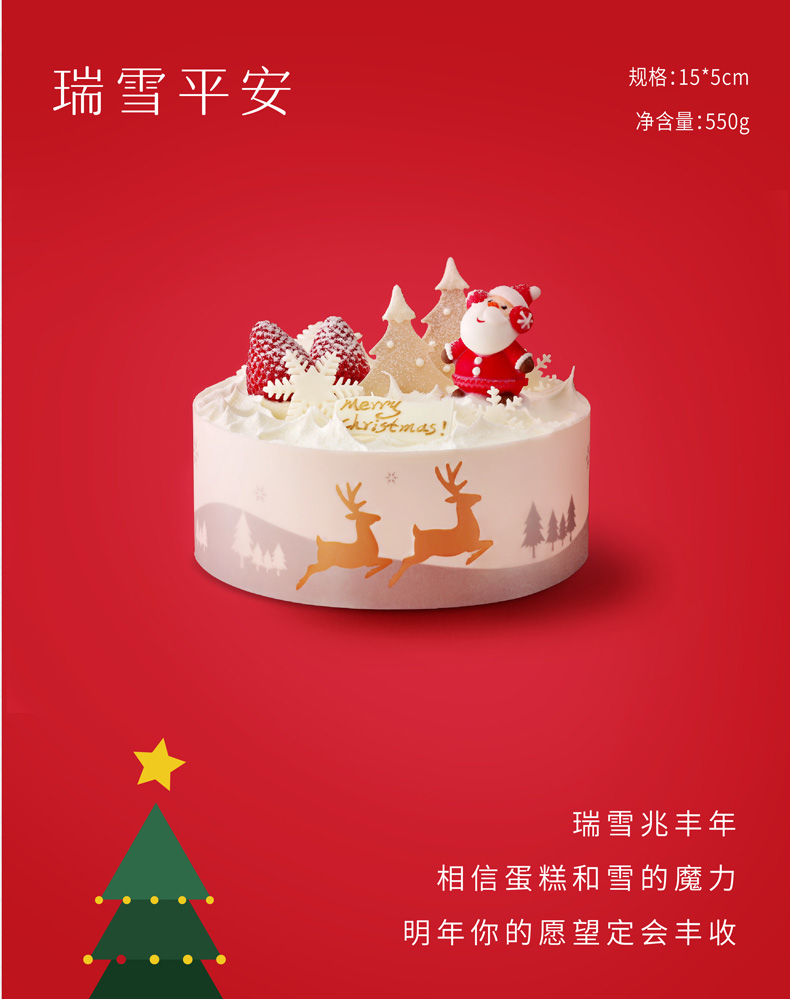 瑞雪平安
规格:15*5cm
净含量:550g
Merry
Christmas!
瑞雪兆丰年
相信蛋糕和雪的魔力
明年你的愿望定会丰收